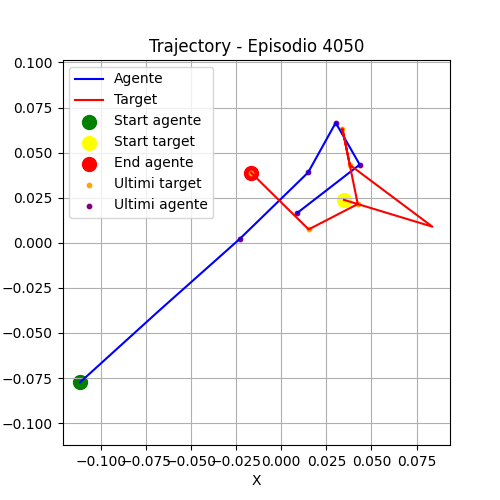 Trajectory - Episodio 4050
Agente
Target
Start agente
Start target
End agente
Ultimi target
Ultimi agente
0.100
0.075
0.050
0.025
0.000
−0.025
−0.050
−0.075
−0.100
−0.100 −0.075 −0.050 −0.025 0.000 0.025 0.050 0.075
X